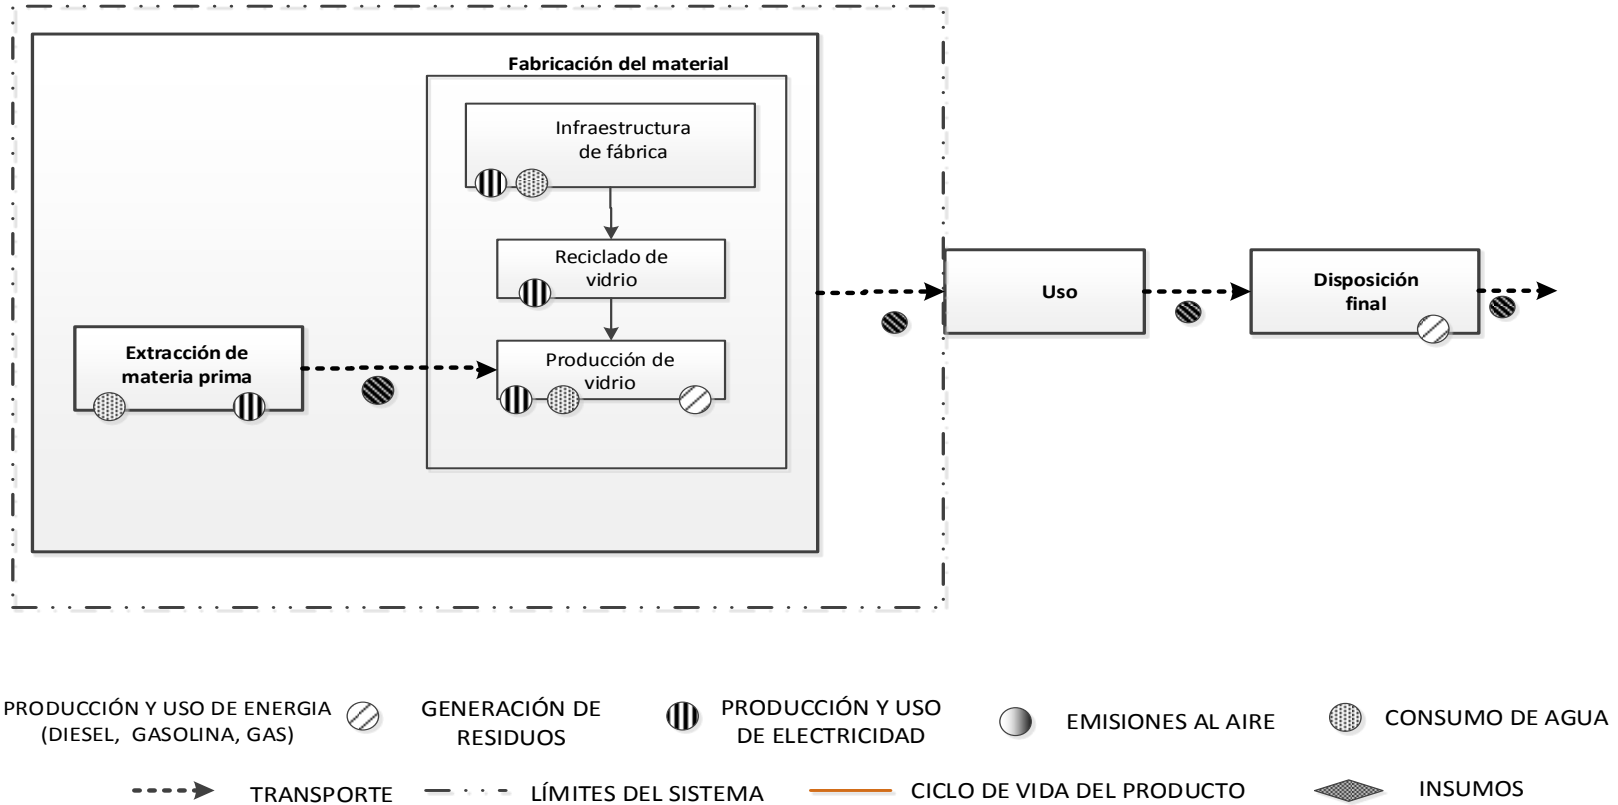 Fabricación del material
Infraestructura
de fábrica
Reciclado de
vidrio
Producción de
vidrio
Extracción de
materia prima
Uso
Disposición
final
PRODUCCIÓN Y USO DE ENERGIA
(DIESEL, GASOLINA, GAS)
GENERACIÓN DE
RESIDUOS
PRODUCCIÓN Y USO
DE ELECTRICIDAD
EMISIONES AL AIRE
CONSUMO DE AGUA
TRANSPORTE
LÍMITES DEL SISTEMA
CICLO DE VIDA DEL PRODUCTO
INSUMOS